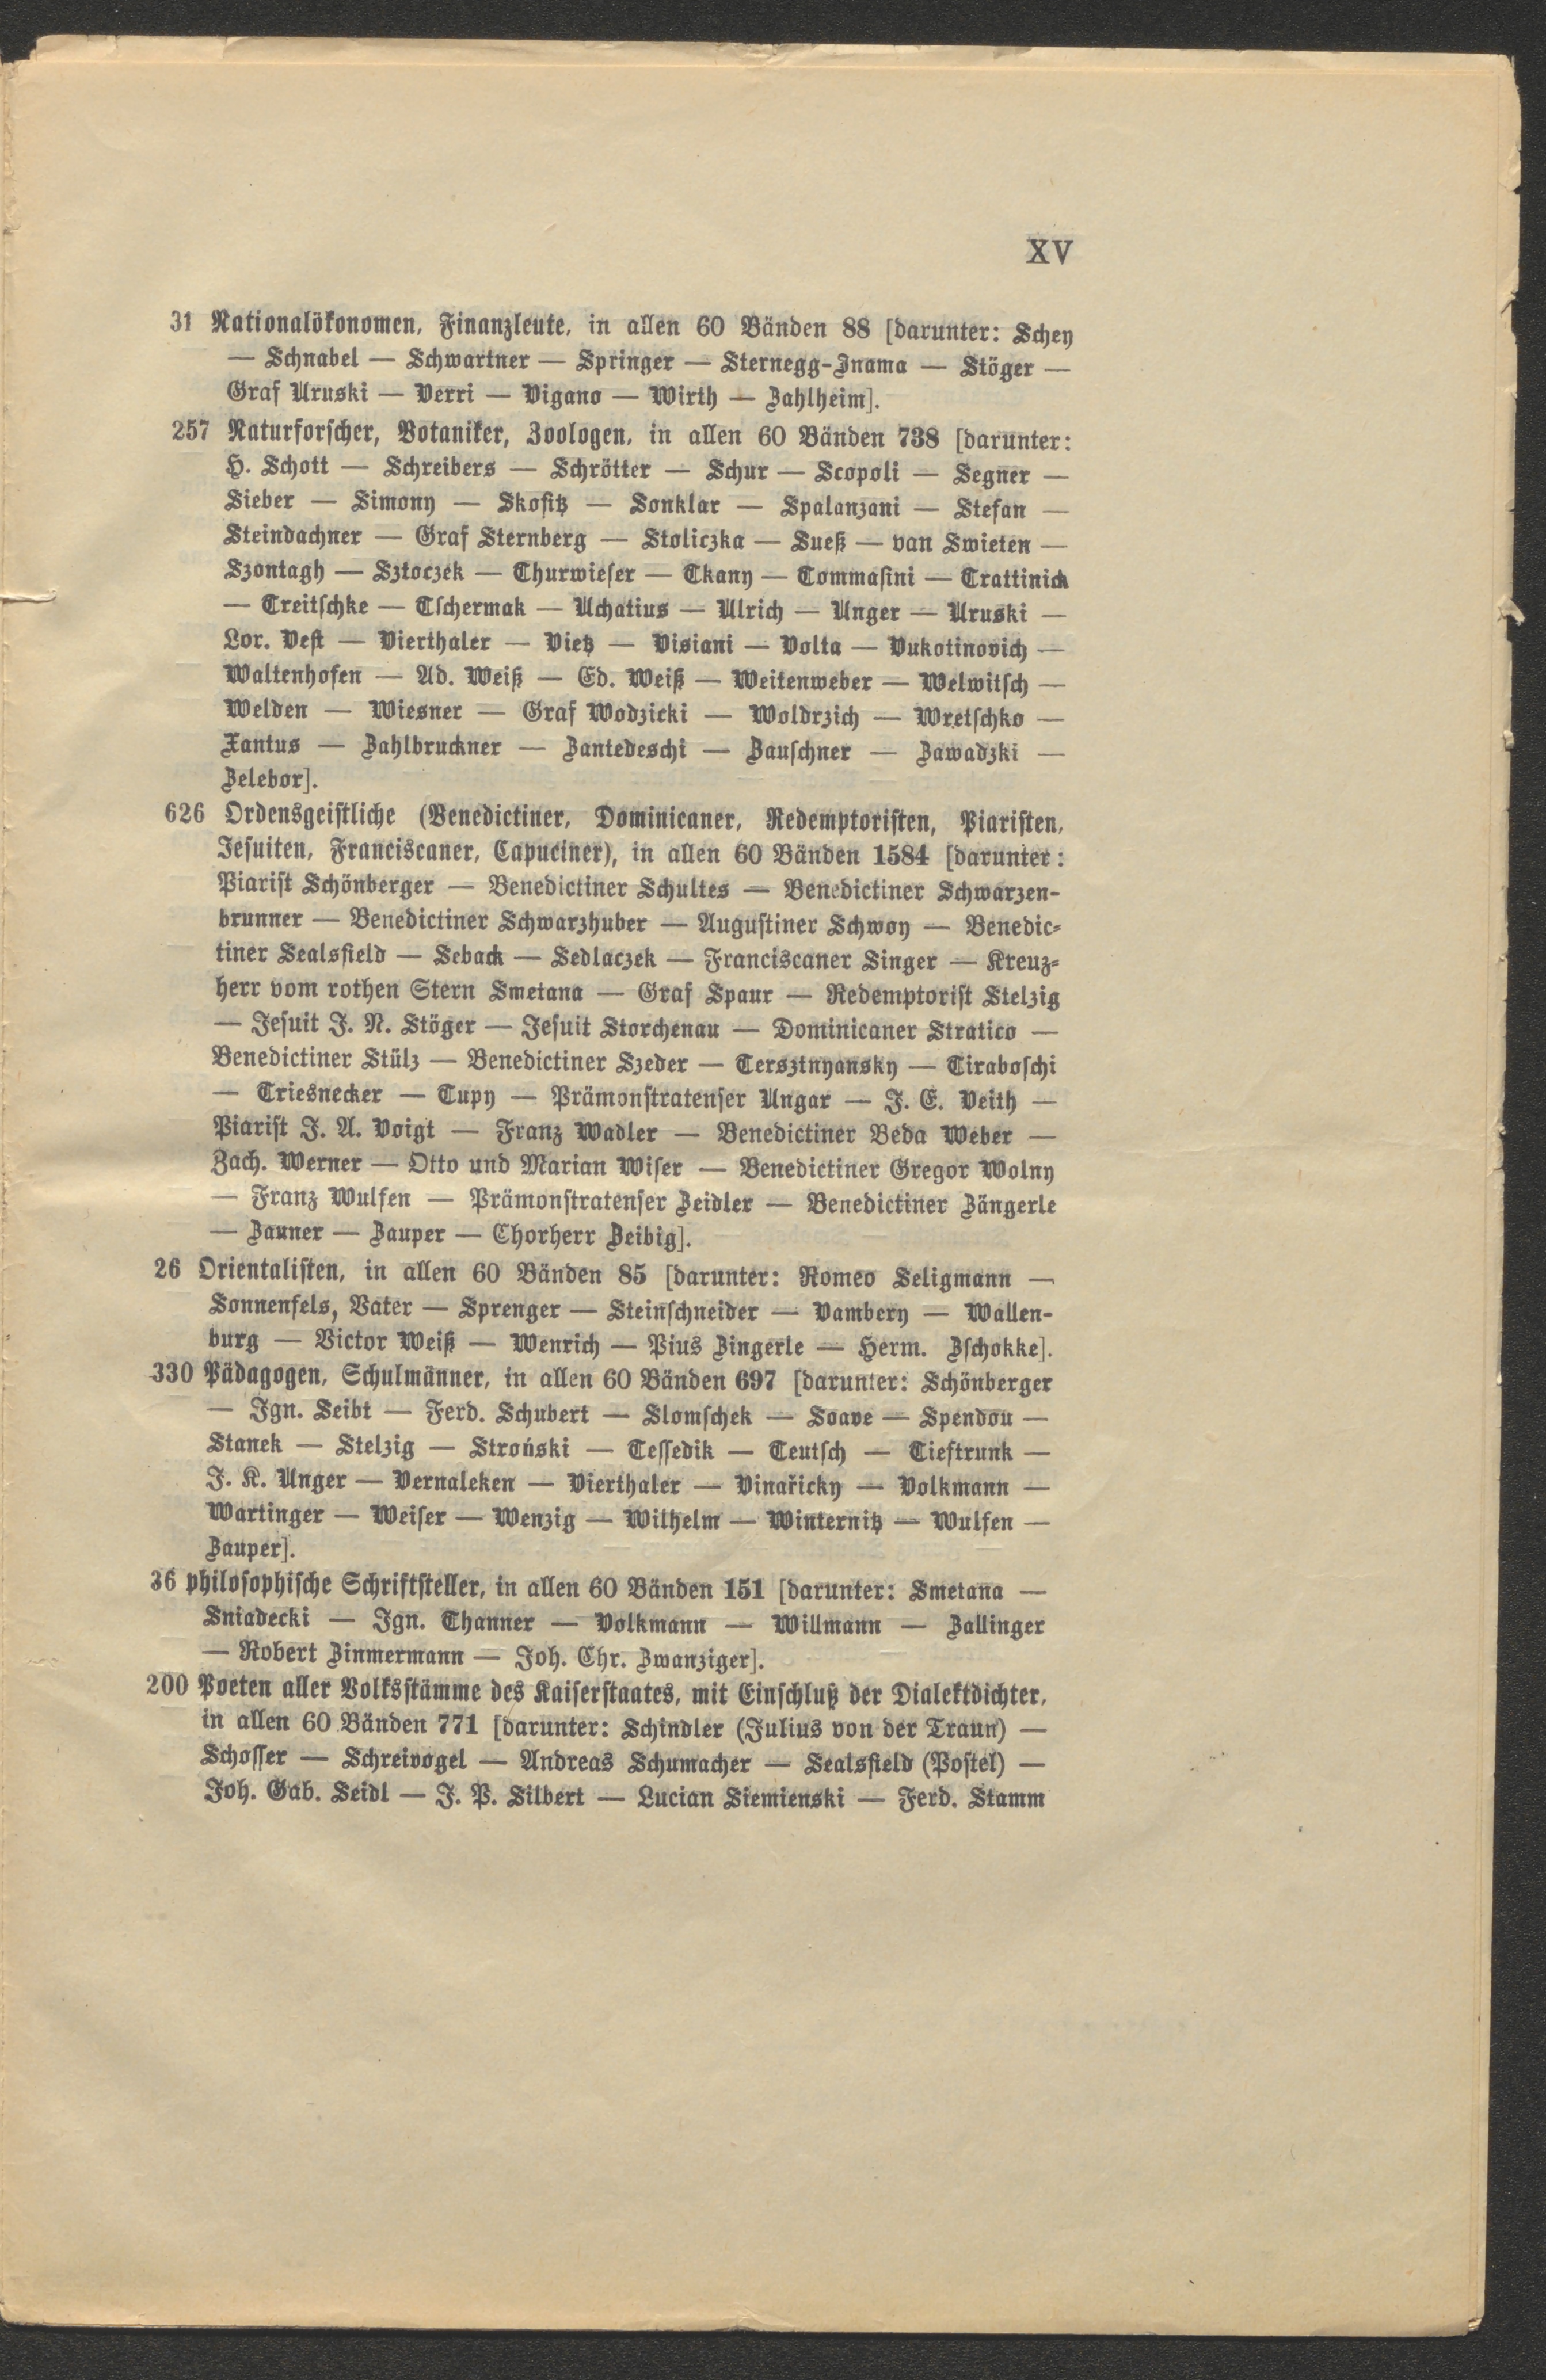 XV
31 Nationalökonomen, Finanzleute, in allen 60 Bänden 88 [darunter: Schey
— Schnabel — Schwartner — Springer — Sternegg-Inama — Stöger —
Graf Uruski — Verri — Vigano — Wirth — Zahlheim].
257 Naturforscher, Botaniker, Zoologen, in allen 60 Bänden 738 [darunter:
H. Schott — Schreibers — Schrötter — Schur — Scopoli — Segner —
Sieber — Simony — Skofitz — Sonklar — Spalanzani — Stefan —
Steindachner — Graf Sternberg — Stoliczka — Sueß — van Swieten —
Szontagh — Sztoczek — Thurwieser — Tkany — Tommasini — Trattinick
— Treitschke — Tschermak — Uchatius — Ulrich — Unger — Uruski —
Lor. Vest — Vierthaler — Vietz — Visiani — Volta — Vukotinovich —
Waltenhofen — Ad. Weiß — Ed. Weiß — Weitenweber — Welwitsch —
Welden — Wiesner — Graf Wodzicki — Woldrzich — Wretschko —
Xantus — Zahlbruckner — Zantedeschi — Zauschner — Zawadzki —
Zelebor].
626 Ordensgeistliche (Benedictiner, Dominicaner, Redemptoristen, Piaristen,
Jesuiten, Franciscaner, Capuciner), in allen 60 Bänden 1584 [darunter:
Piarist Schönberger — Benedictiner Schultes — Benedictiner Schwarzen-
brunner — Benedictiner Schwarzhuber — Augustiner Schwoy — Benedic-
tiner Sealsfield — Seback — Sedlaczek — Franciscaner Singer — Kreuz-
herr vom rothen Stern Smetana — Graf Spaur — Redemptorist Stelzig
— Jesuit J. N. Stöger — Jesuit Storchenau — Dominicaner Stratico —
Benedictiner Stülz — Benedictiner Szeder — Tersztnyansky — Tiraboschi
— Triesnecker — Tupy — Prämonstratenser Ungar — J. E. Veith —
Piarist J. A. Voigt — Franz Wadler — Benedictiner Beda Weber —
Zach. Werner — Otto und Marian Wiser — Benedictiner Gregor Wolny
— Franz Wulfen — Prämonstratenser Zeidler — Benedictiner Zängerle
— Zauner — Zauper — Chorherr Zeibig].
26 Orientalisten, in allen 60 Bänden 85 [darunter: Romeo Seligmann —
Sonnenfels, Vater — Sprenger — Steinschneider — Vambery — Wallen-
burg — Victor Weiß — Wenrich — Pius Zingerle — Herm. Zschokke].
330 Pädagogen, Schulmänner, in allen 60 Bänden 697 [darunter: Schönberger
— Ign. Seibt — Ferd. Schubert — Slomschek — Soave — Spendou —
Stanek — Stelzig — Stroński — Tessedik — Teutsch — Tieftrunk —
J. K. Unger — Vernaleken — Vierthaler — Vinařicky — Volkmann —
Wartinger — Weiser — Wenzig — Wilhelm — Winternitz — Wulfen —
Zauper].
36 philosophische Schriftsteller, in allen 60 Bänden 151 [darunter: Smetana —
Sniadecki — Ign. Thanner — Volkmann — Willmann — Zallinger
— Robert Zinmermann — Joh. Chr. Zwanziger].
200 Poeten aller Volksstämme des Kaiserstaates, mit Einschluß der Dialektdichter,
in allen 60 Bänden 771 [darunter: Schindler (Julius von der Traun) —
Schosser — Schreivogel — Andreas Schumacher — Sealsfield (Postel) —
Joh. Gab. Seidl — J. P. Silbert — Lucian Siemienski — Ferd. Stamm